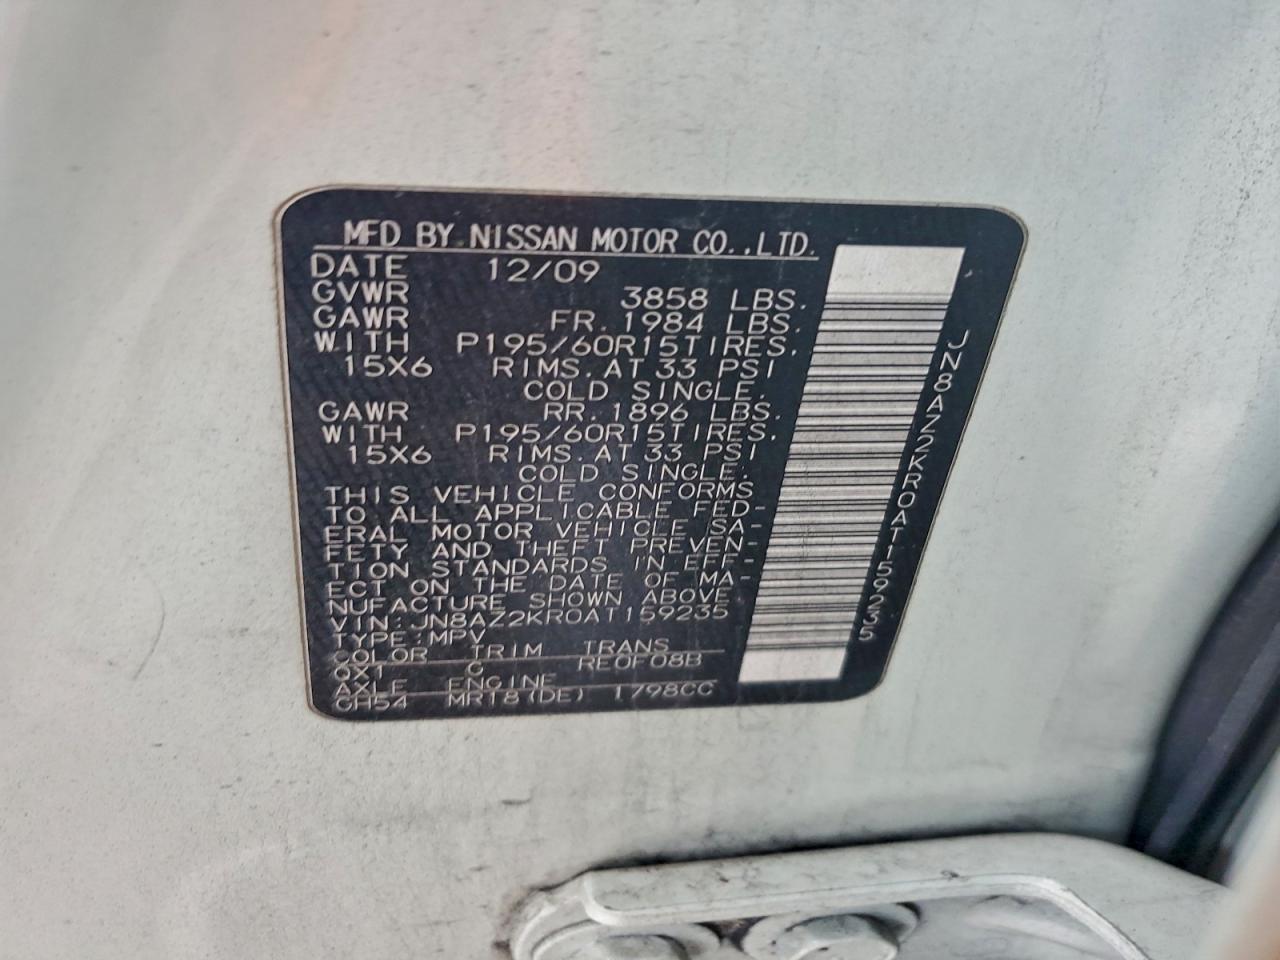 MFD BY NISSAN MOTOR CO.,LTD.
DATE 12/09
GVWR 3858 LBS.
GAWR FR. 1984 LBS.
WITH P195/60R15TIRES.
15X6 RIMS. AT 33 PSI
COLD SINGLE.
GAWR RR. 1896 LBS.
WITH P195/60R15TIRES.
15X6 RIMS. AT 33 PSI
COLD SINGLE.
THIS VEHICLE CONFORMS
TO ALL APPLICABLE FED-
ERAL MOTOR VEHICLE SA-
FETY AND THEFT PREVEN-
TION STANDARDS IN EFF-
ECT ON THE DATE OF MA-
NUFACTURE SHOWN ABOVE
VIN: JN8AZ2KR0AT159235
TYPE: MPV
COLOR TRIM TRANS
QX1 C RE0F08B
AXLE ENGINE
GH54 MR18(DE) 1798CC
JN8AZ2KR0AT159235